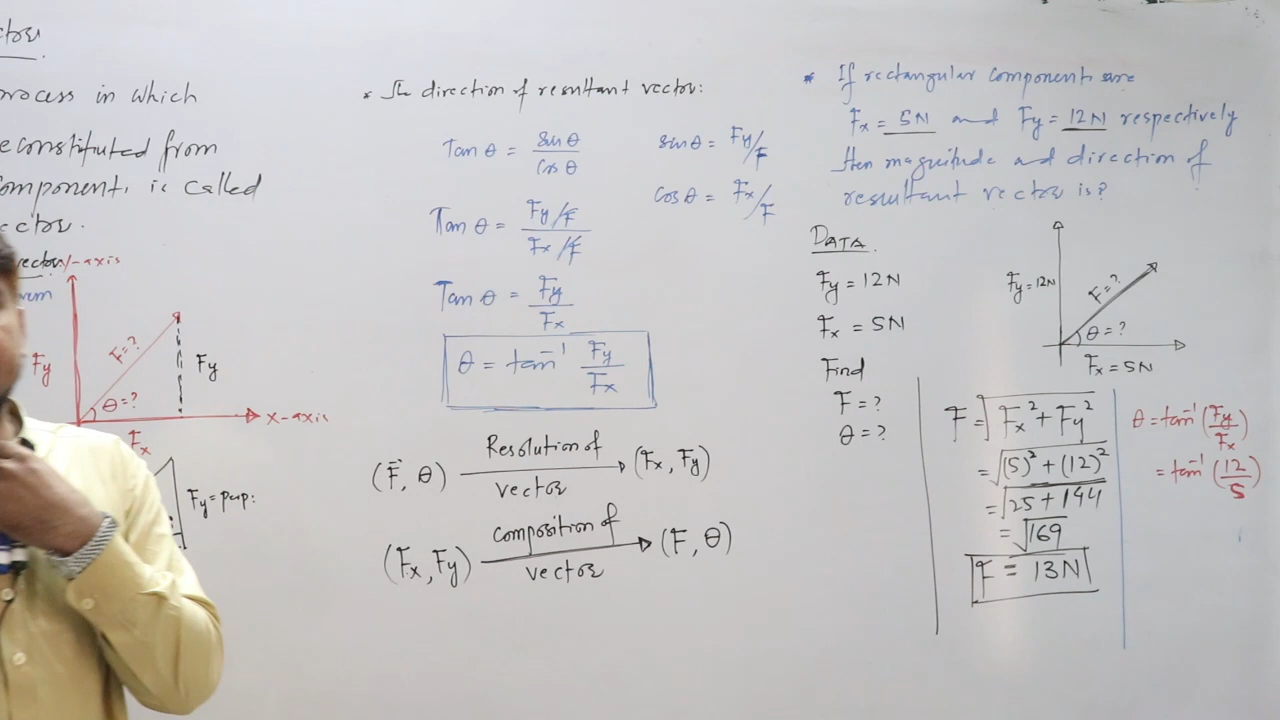 process in which
reconstituted from
component, is called
vector.
y-axis
F=?
Fy
Fy
θ=?
x-axis
Fx
Fy=perp:
* The direction of resultant vector:
Tan θ = sin θ / cos θ
sin θ = Fy/F
cos θ = Fx/F
Tan θ = Fy/F / Fx/F
Tan θ = Fy / Fx
θ = tan⁻¹ Fy / Fx
(F⃗, θ) Resolution of vector → (Fx, Fy)
(Fx, Fy) composition of vector → (F, θ)
* If rectangular components are
Fx = 5N and Fy = 12N respectively
then magnitude and direction of
resultant vector is?
DATA.
Fy = 12N
Fx = 5N
Find
F = ?
θ = ?
Fy=12N
F=?
θ=?
Fx=5N
F = √Fx² + Fy²
= √(5)² + (12)²
= √25 + 144
= √169
F = 13N
θ = tan⁻¹ (Fy/Fx)
= tan⁻¹ (12/5)